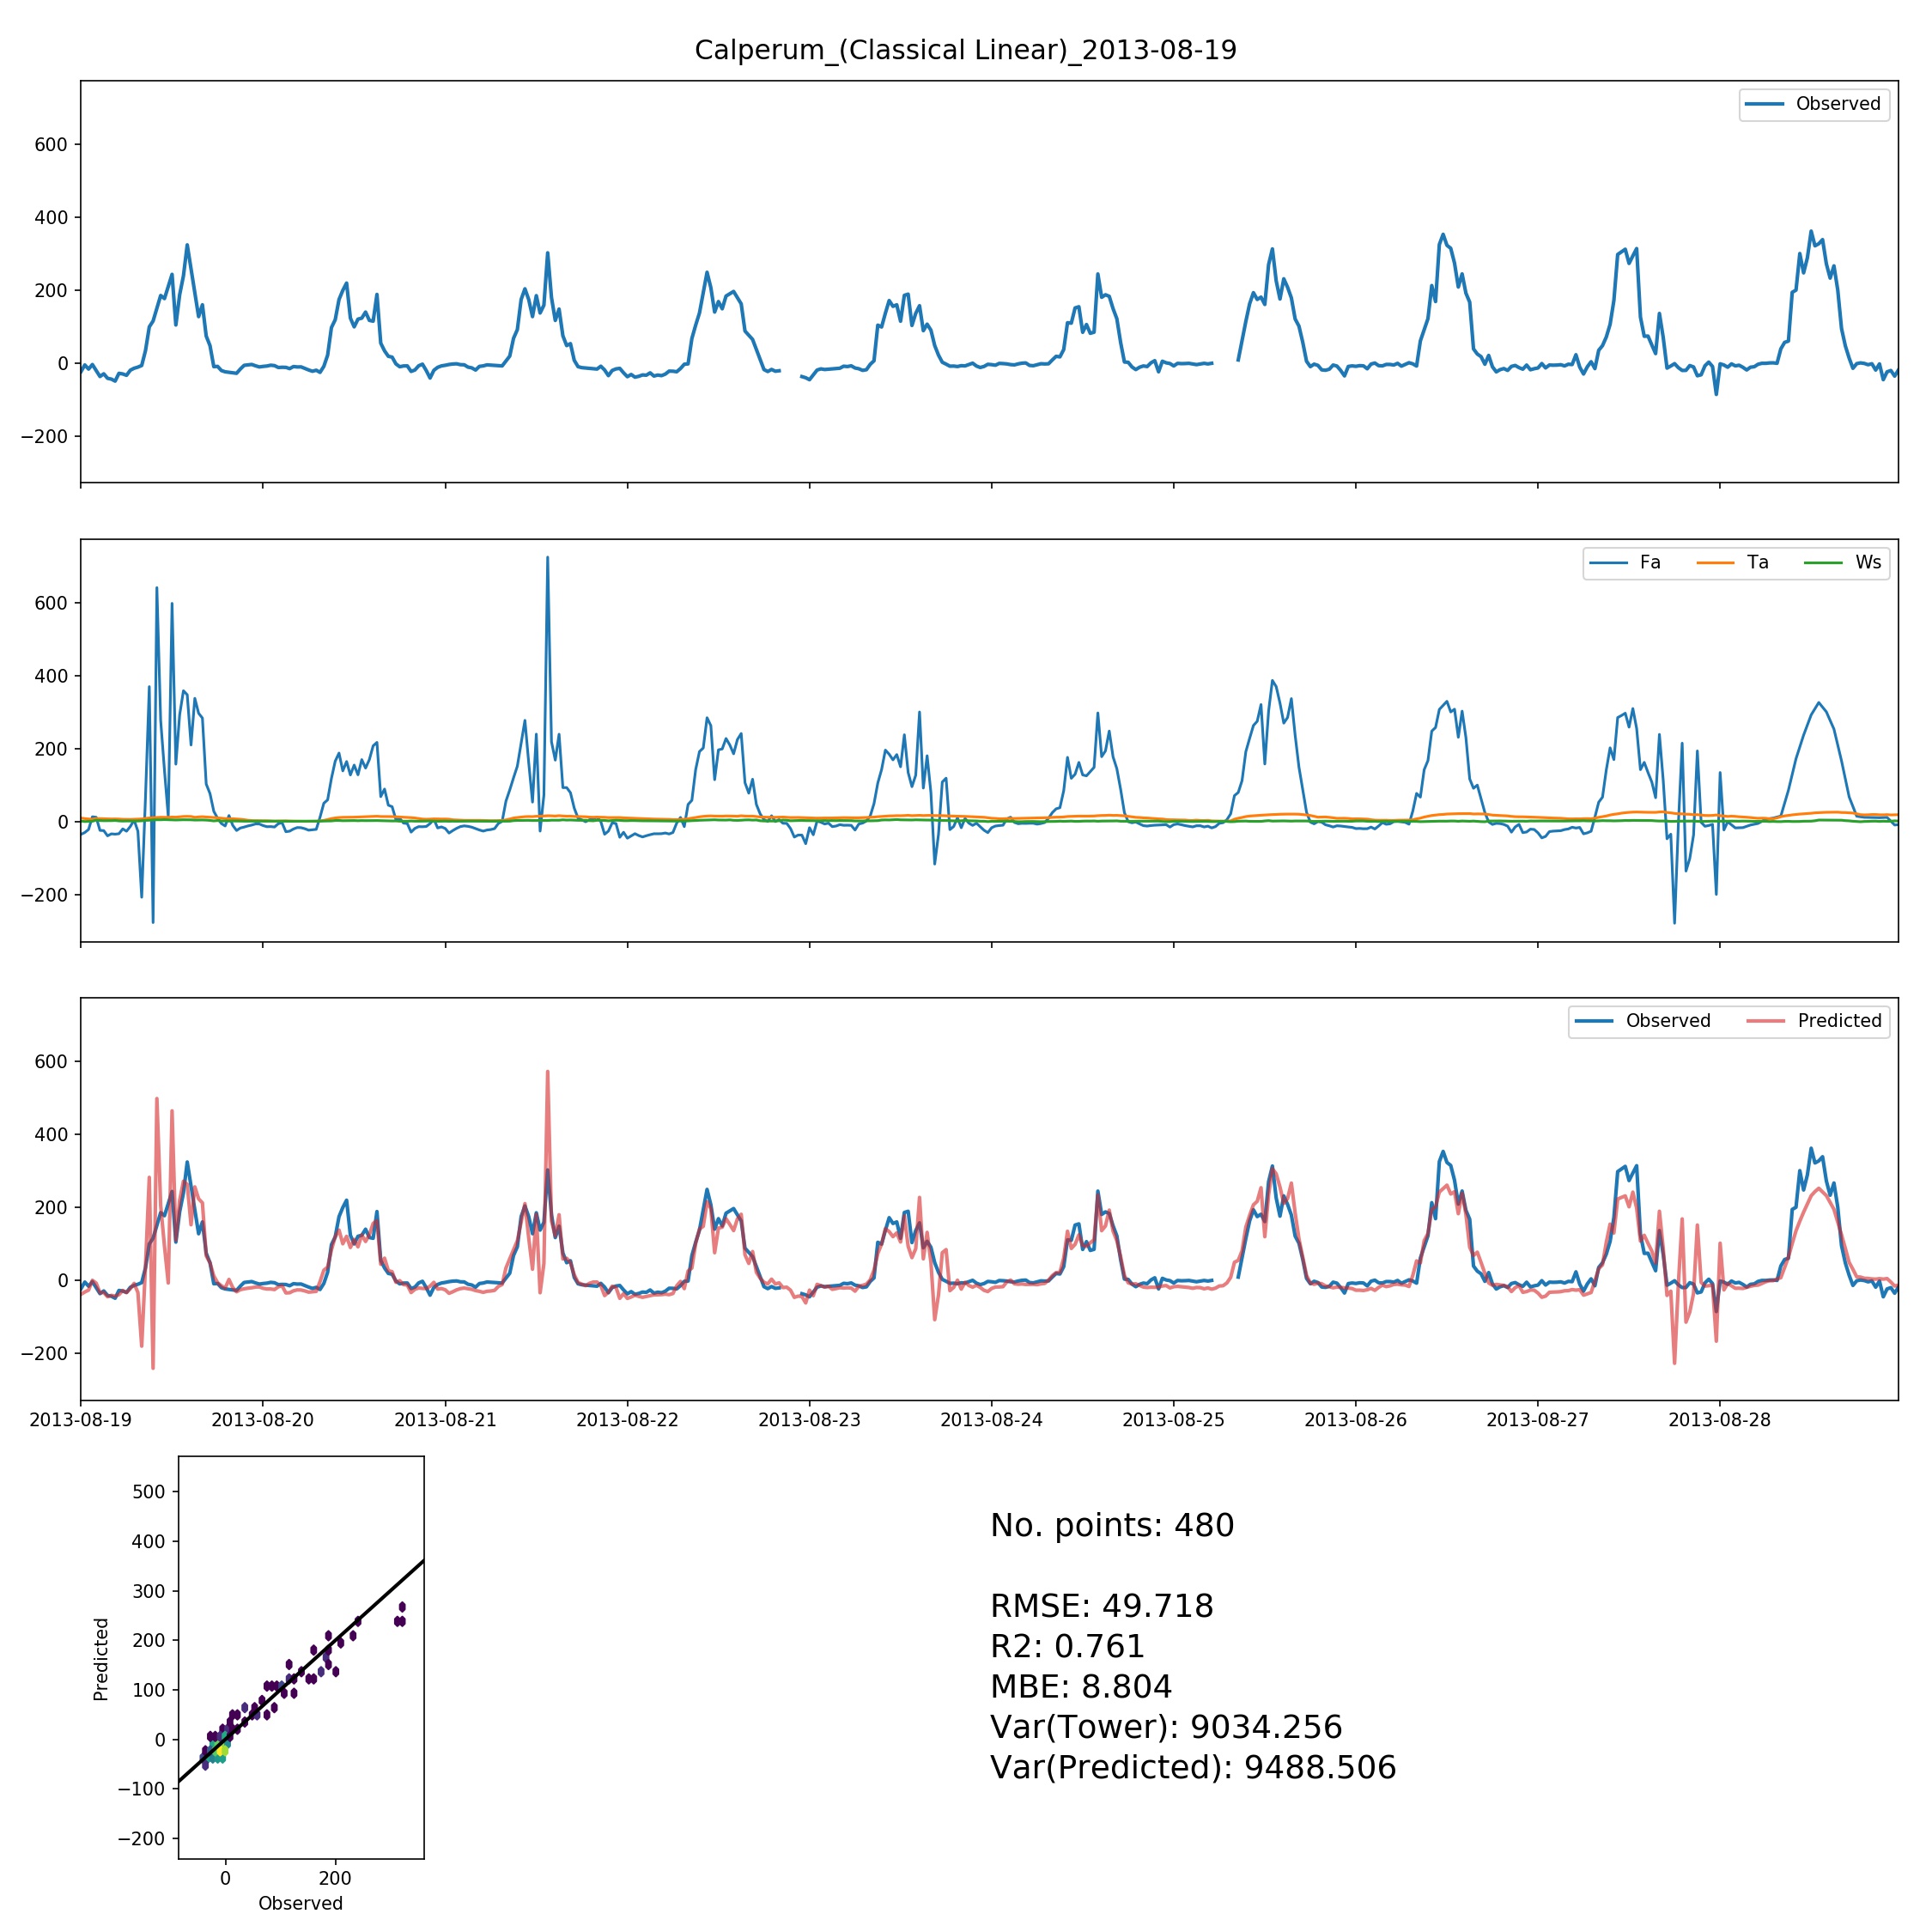 Calperum_(Classical Linear)_2013-08-19
Observed
600
400
200
0
−200
Fa Ta Ws
600
400
200
0
−200
Observed Predicted
600
400
200
0
−200
2013-08-19 2013-08-20 2013-08-21 2013-08-22 2013-08-23 2013-08-24 2013-08-25 2013-08-26 2013-08-27 2013-08-28
500
400
300
200
100
0
−100
−200
Predicted
0 200
Observed
No. points: 480
RMSE: 49.718
R2: 0.761
MBE: 8.804
Var(Tower): 9034.256
Var(Predicted): 9488.506